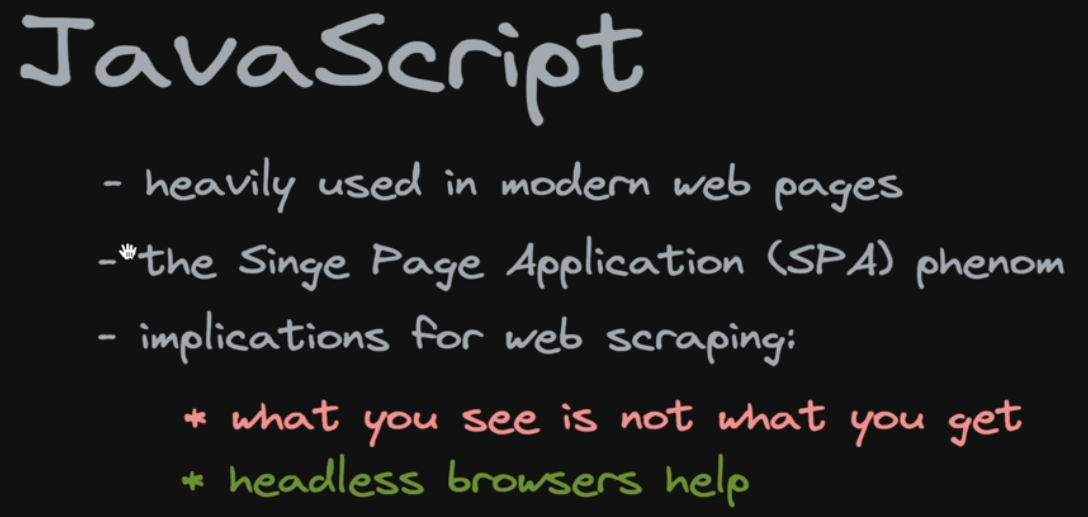 JavaScript
- heavily used in modern web pages
- the Singe Page Application (SPA) phenom
- implications for web scraping:
* what you see is not what you get
* headless browsers help